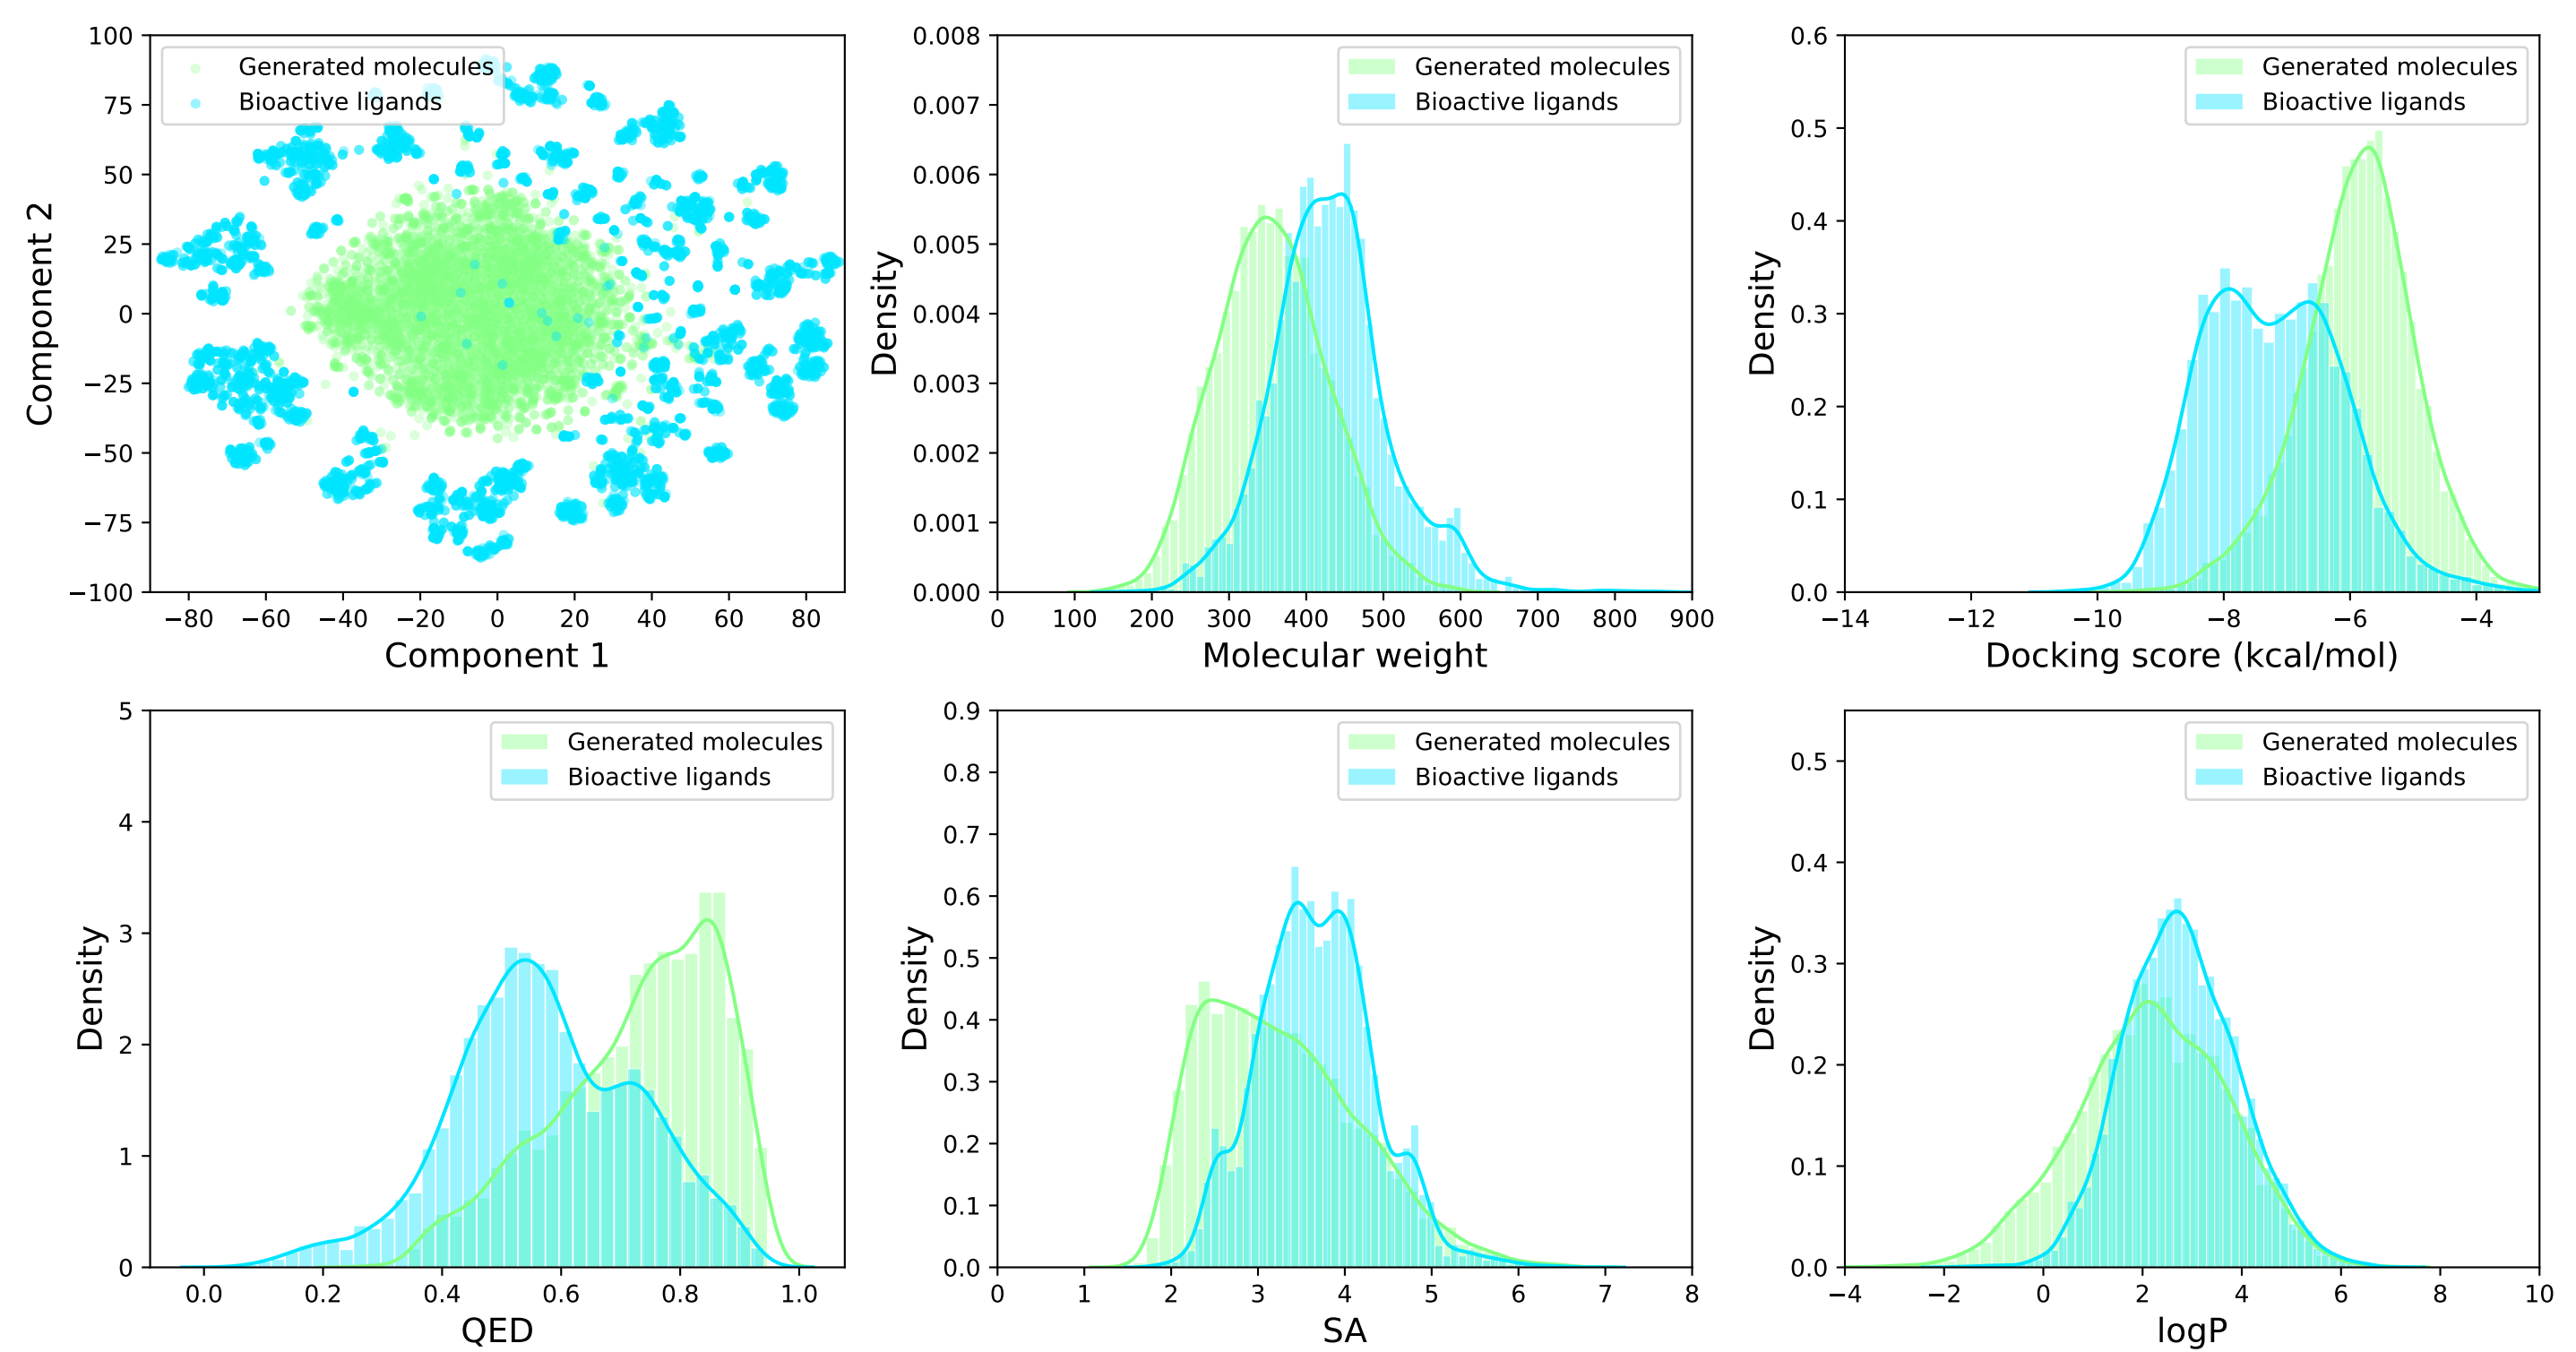 Generated molecules
Bioactive ligands
100
75
50
25
0
−25
−50
−75
−100
−80 −60 −40 −20 0 20 40 60 80
Component 1
Component 2
Generated molecules
Bioactive ligands
0.008
0.007
0.006
0.005
0.004
0.003
0.002
0.001
0.000
0 100 200 300 400 500 600 700 800 900
Molecular weight
Density
Generated molecules
Bioactive ligands
0.6
0.5
0.4
0.3
0.2
0.1
0.0
−14 −12 −10 −8 −6 −4
Docking score (kcal/mol)
Density
Generated molecules
Bioactive ligands
5
4
3
2
1
0
0.0 0.2 0.4 0.6 0.8 1.0
QED
Density
Generated molecules
Bioactive ligands
0.9
0.8
0.7
0.6
0.5
0.4
0.3
0.2
0.1
0.0
0 1 2 3 4 5 6 7 8
SA
Density
Generated molecules
Bioactive ligands
0.5
0.4
0.3
0.2
0.1
0.0
−4 −2 0 2 4 6 8 10
logP
Density